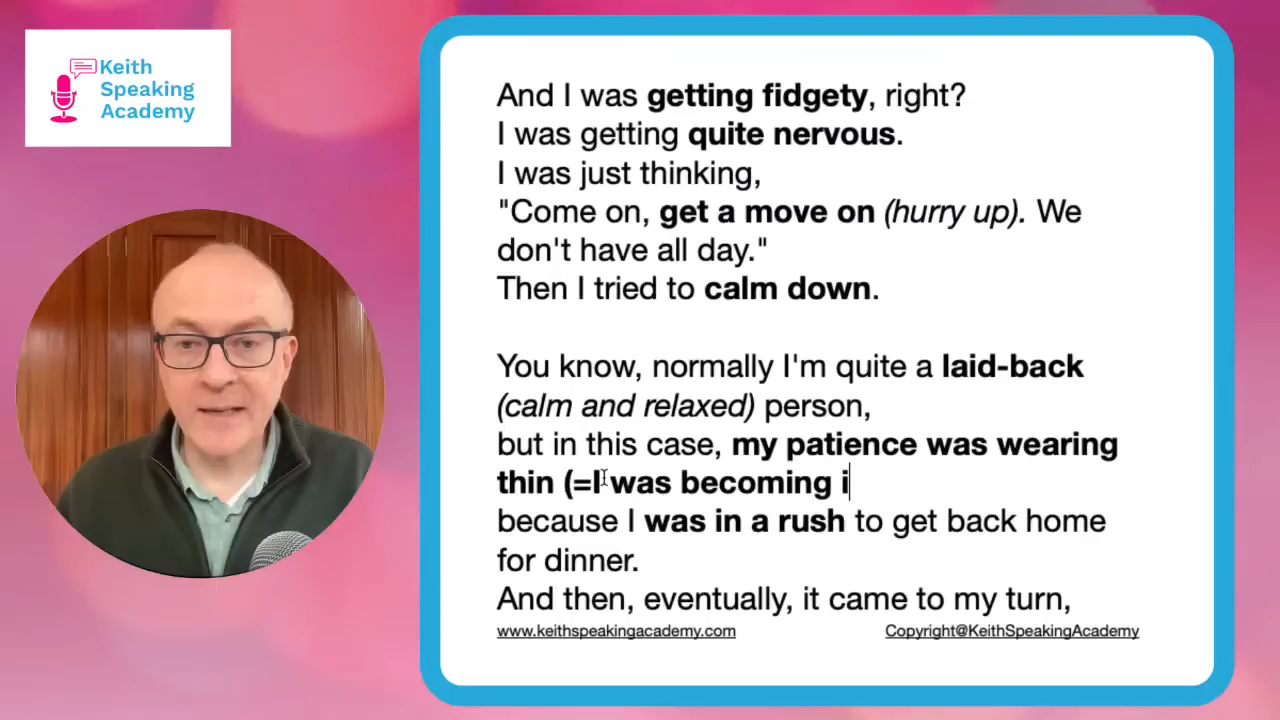 Keith
Speaking
Academy
And I was getting fidgety, right?
I was getting quite nervous.
I was just thinking,
"Come on, get a move on (hurry up). We
don't have all day."
Then I tried to calm down.
You know, normally I'm quite a laid-back
(calm and relaxed) person,
but in this case, my patience was wearing
thin (=I was becoming i
because I was in a rush to get back home
for dinner.
And then, eventually, it came to my turn,
www.keithspeakingacademy.com
Copyright@KeithSpeakingAcademy